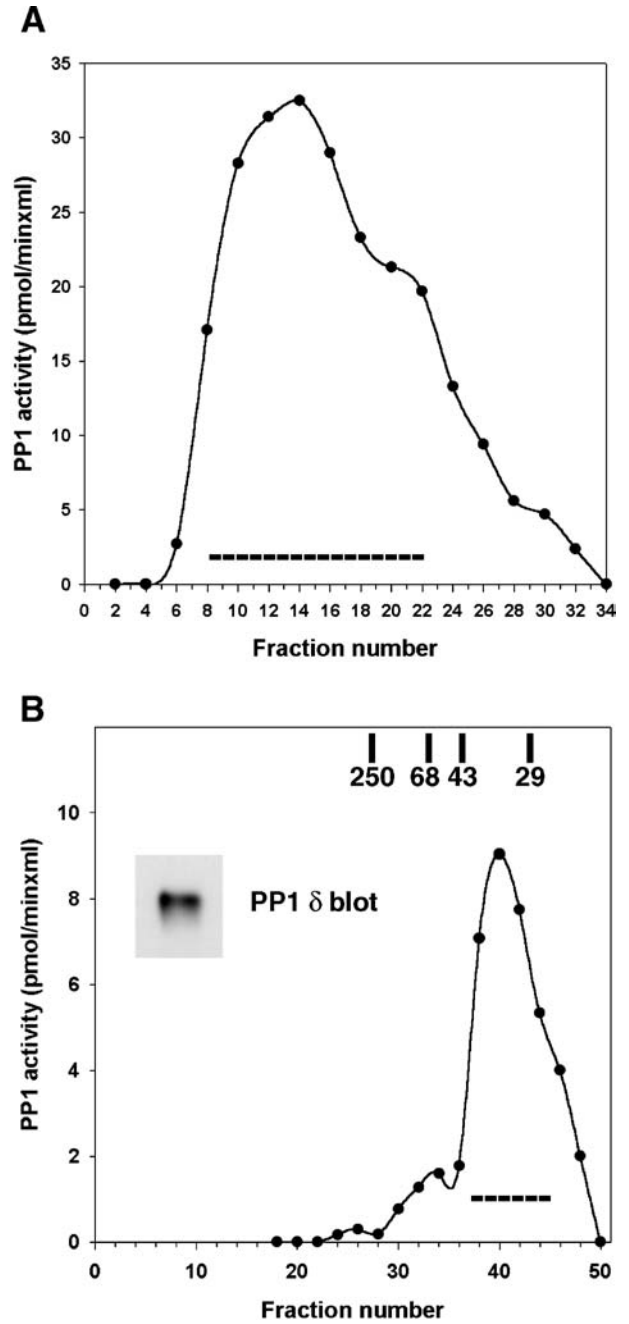 A
35
30
25
20
15
10
5
0
PP1 activity (pmol/minxml)
0 2 4 6 8 10 12 14 16 18 20 22 24 26 28 30 32 34
Fraction number
B
250 68 43 29
10
8
6
4
2
0
PP1 activity (pmol/minxml)
PP1 δ blot
0 10 20 30 40 50
Fraction number